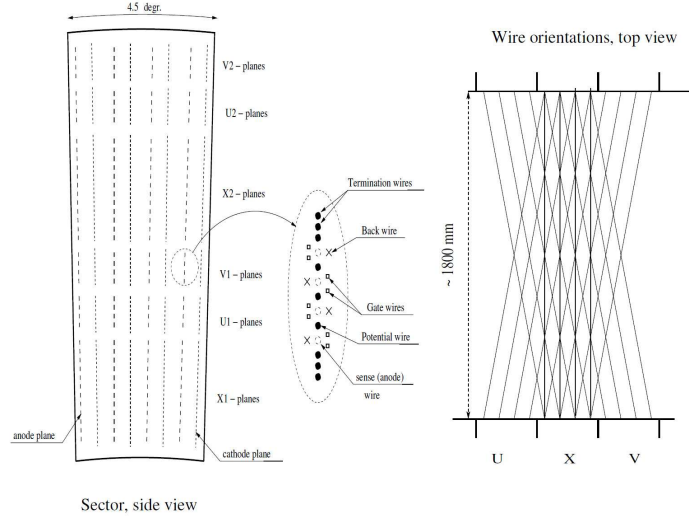 4.5 degr.
Wire orientations, top view
V2 – planes
U2 – planes
X2 – planes
V1 – planes
U1 – planes
X1 – planes
anode plane
cathode plane
Sector, side view
Termination wires
Back wire
Gate wires
Potential wire
sense (anode)
wire
~ 1800 mm
U X V